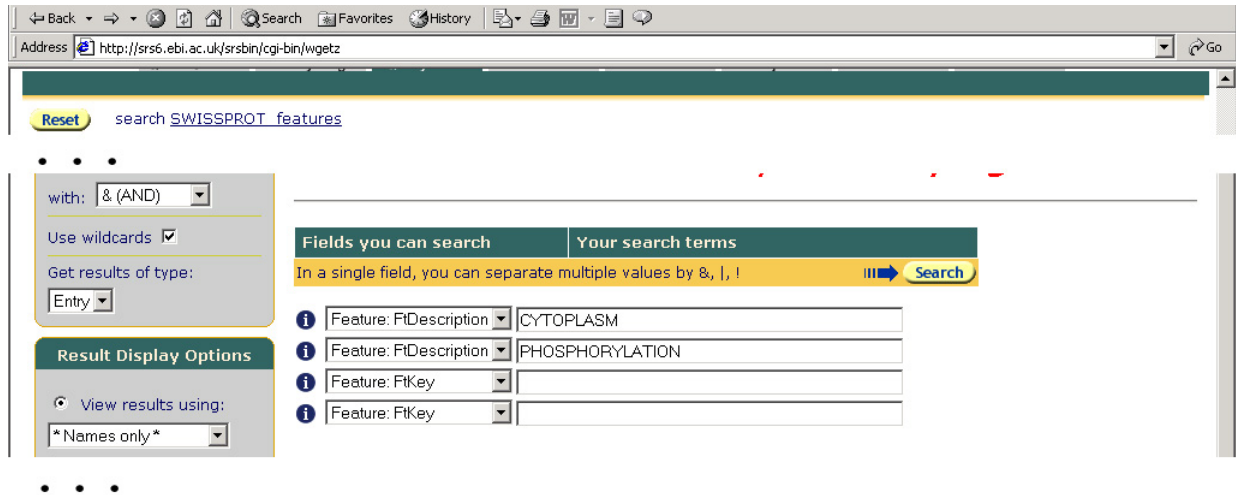 Back Search Favorites History
Address http://srs6.ebi.ac.uk/srsbin/cgi-bin/wgetz Go
Reset search SWISSPROT features
with: & (AND)
Use wildcards
Fields you can search Your search terms
Get results of type:
In a single field, you can separate multiple values by &, |, ! Search
Entry
Feature: FtDescription CYTOPLASM
Result Display Options
Feature: FtDescription PHOSPHORYLATION
Feature: FtKey
View results using:
Feature: FtKey
*Names only*